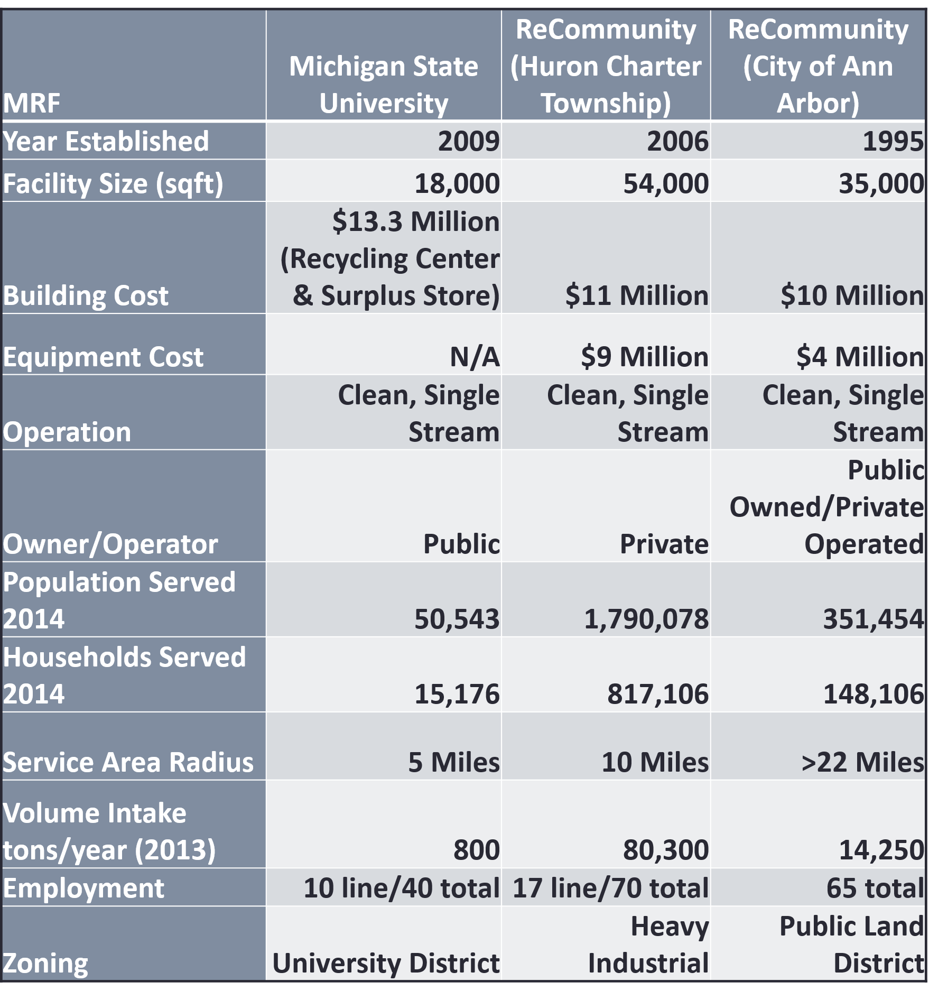 MRF
Michigan State
University
ReCommunity
(Huron Charter
Township)
ReCommunity
(City of Ann
Arbor)
Year Established
2009
2006
1995
Facility Size (sqft)
18,000
54,000
35,000
Building Cost
$13.3 Million
(Recycling Center
& Surplus Store)
$11 Million
$10 Million
Equipment Cost
N/A
$9 Million
$4 Million
Operation
Clean, Single
Stream
Clean, Single
Stream
Clean, Single
Stream
Owner/Operator
Public
Private
Public
Owned/Private
Operated
Population Served
2014
50,543
1,790,078
351,454
Households Served
2014
15,176
817,106
148,106
Service Area Radius
5 Miles
10 Miles
>22 Miles
Volume Intake
tons/year (2013)
800
80,300
14,250
Employment
10 line/40 total
17 line/70 total
65 total
Zoning
University District
Heavy
Industrial
Public Land
District